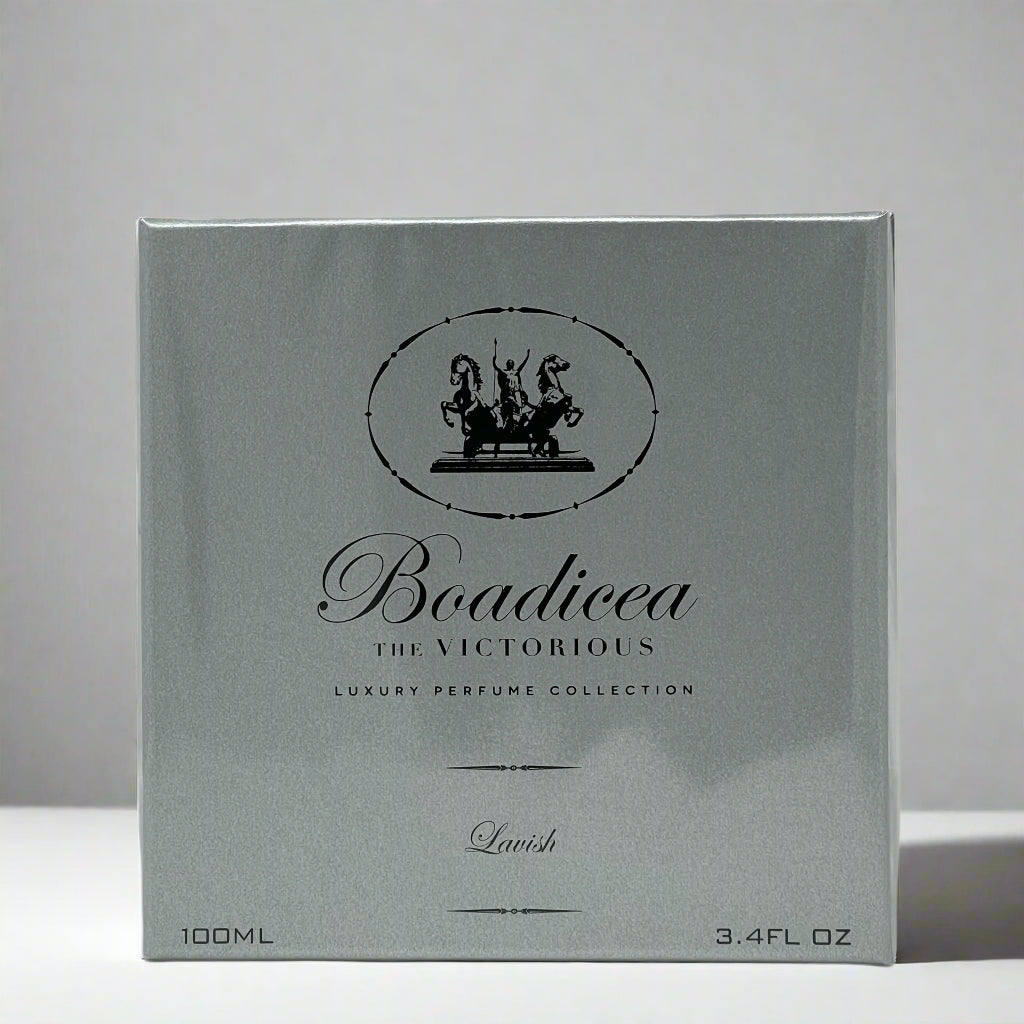 Boadicea
THE VICTORIOUS
LUXURY PERFUME COLLECTION
Lavish
100ML 3.4FL OZ